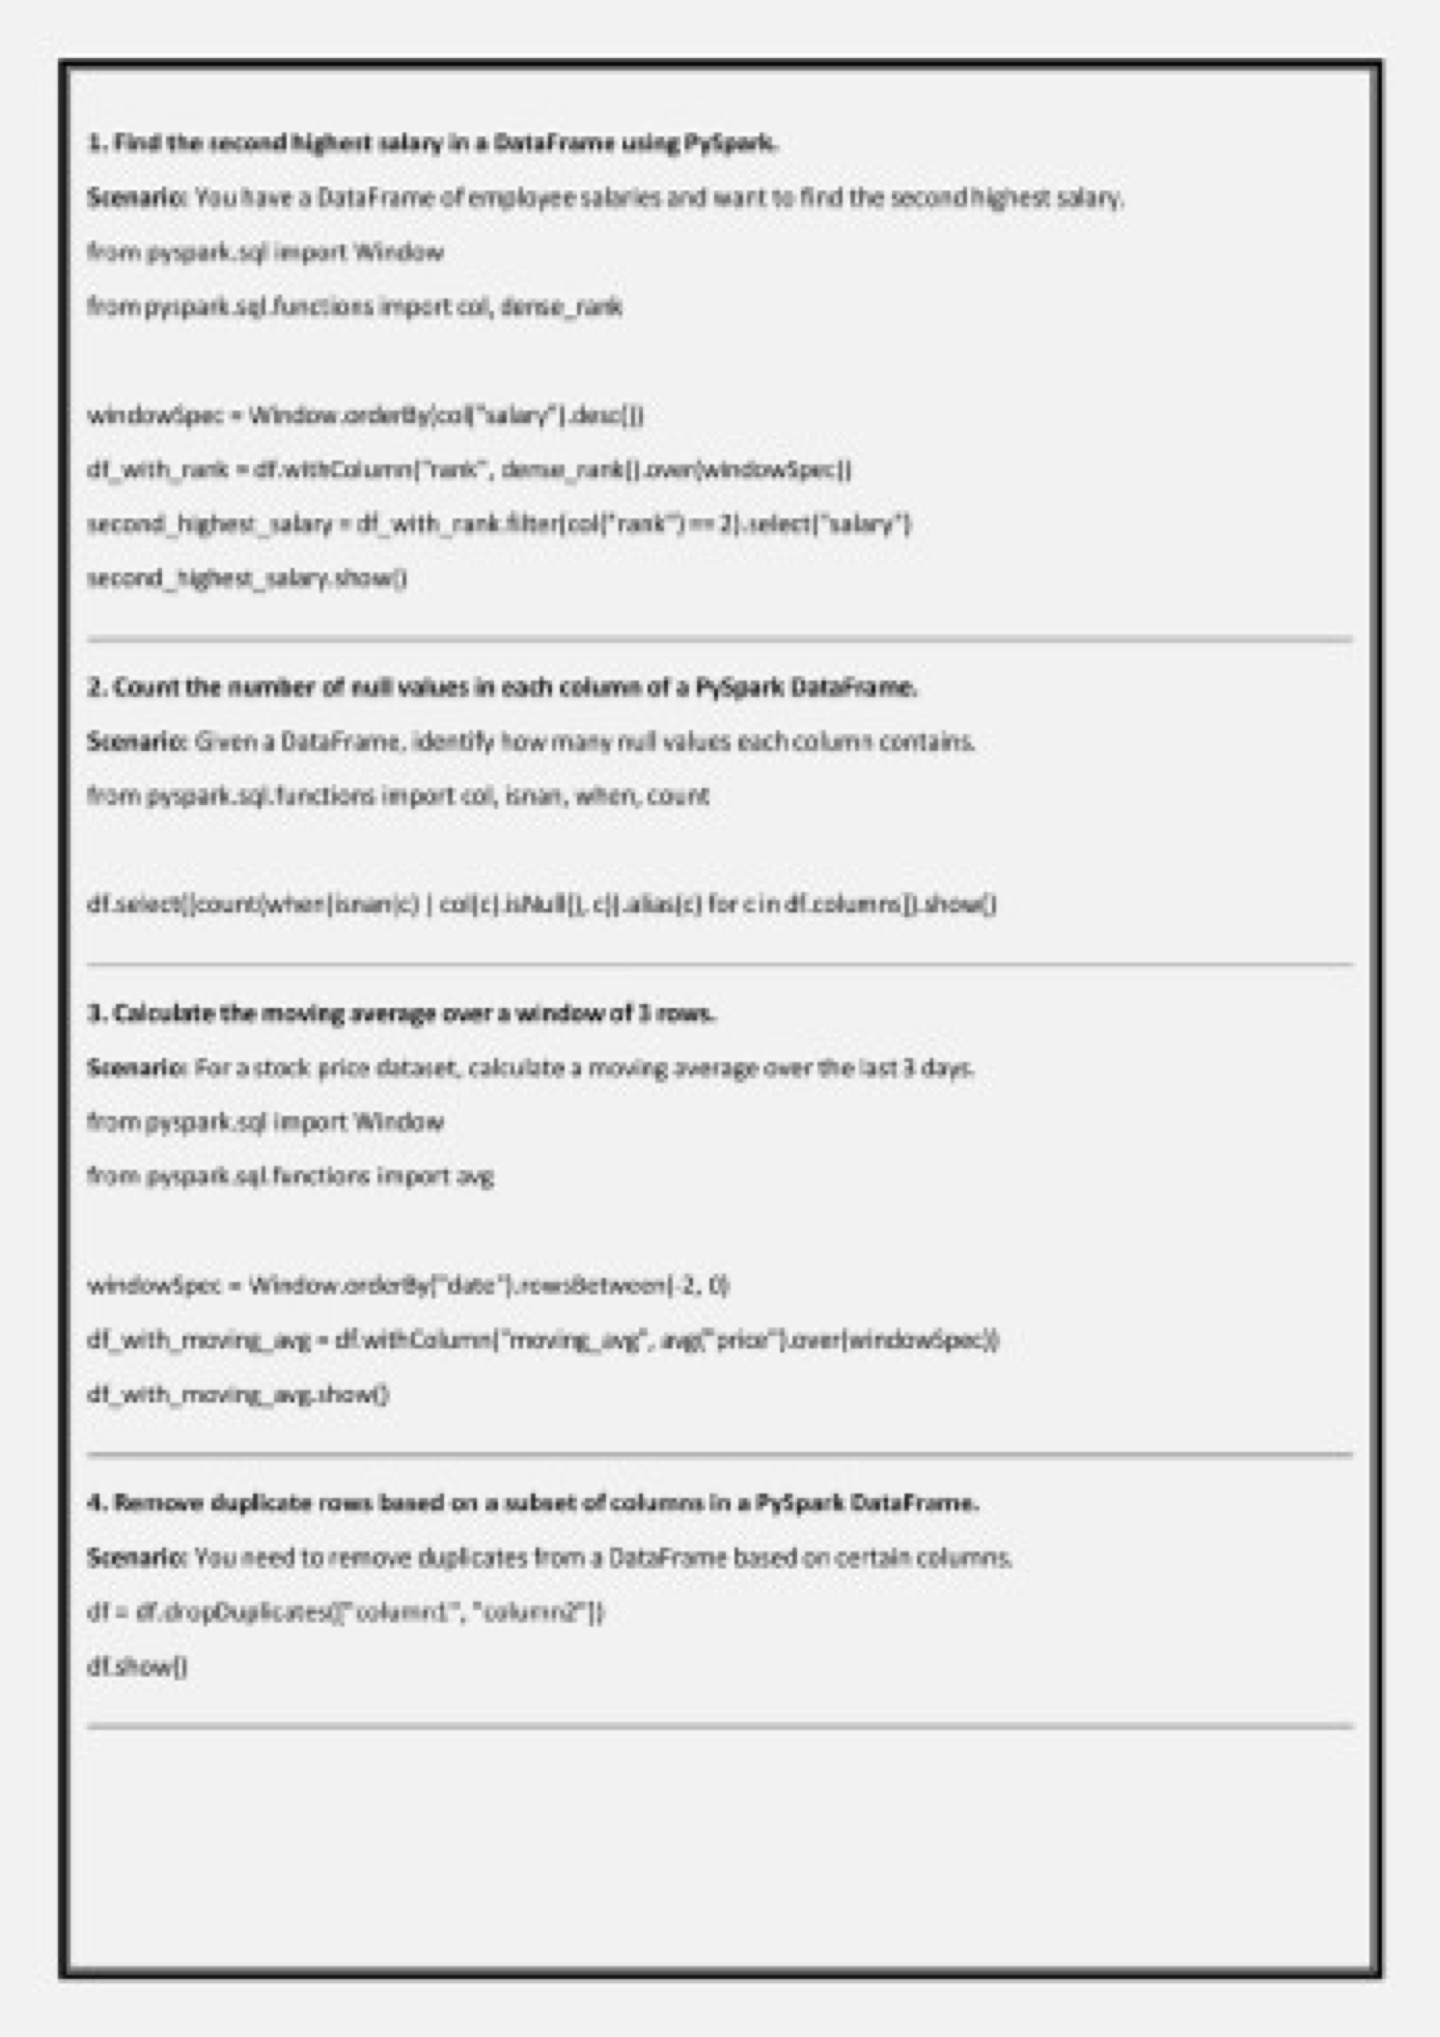 1. Find the second highest salary in a DataFrame using PySpark.
Scenario: You have a DataFrame of employee salaries and want to find the second highest salary.
from pyspark.sql import Window
from pyspark.sql.functions import col, dense_rank
windowSpec = Window.orderBy(col("salary").desc())
df_with_rank = df.withColumn("rank", dense_rank().over(windowSpec))
second_highest_salary = df_with_rank.filter(col("rank") == 2).select("salary")
second_highest_salary.show()
2. Count the number of null values in each column of a PySpark DataFrame.
Scenario: Given a DataFrame, identify how many null values each column contains.
from pyspark.sql.functions import col, isnan, when, count
df.select([count(when(isnan(c) | col(c).isNull(), c)).alias(c) for c in df.columns]).show()
3. Calculate the moving average over a window of 3 rows.
Scenario: For a stock price dataset, calculate a moving average over the last 3 days.
from pyspark.sql import Window
from pyspark.sql.functions import avg
windowSpec = Window.orderBy("date").rowsBetween(-2, 0)
df_with_moving_avg = df.withColumn("moving_avg", avg("price").over(windowSpec))
df_with_moving_avg.show()
4. Remove duplicate rows based on a subset of columns in a PySpark DataFrame.
Scenario: You need to remove duplicates from a DataFrame based on certain columns.
df = df.dropDuplicates(["column1", "column2"])
df.show()